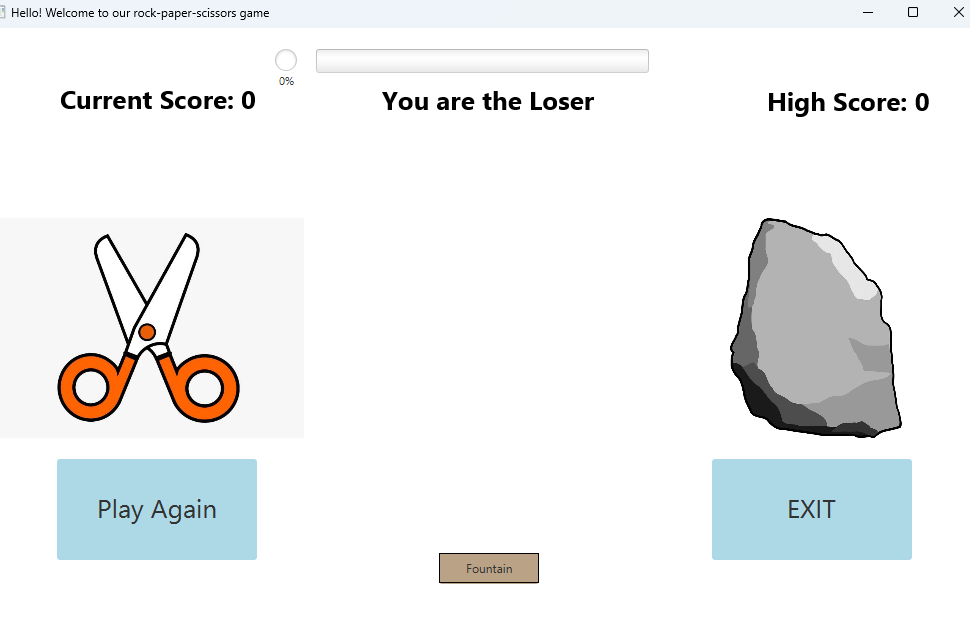 Hello! Welcome to our rock-paper-scissors game
0%
Current Score: 0
You are the Loser
High Score: 0
Play Again
EXIT
Fountain